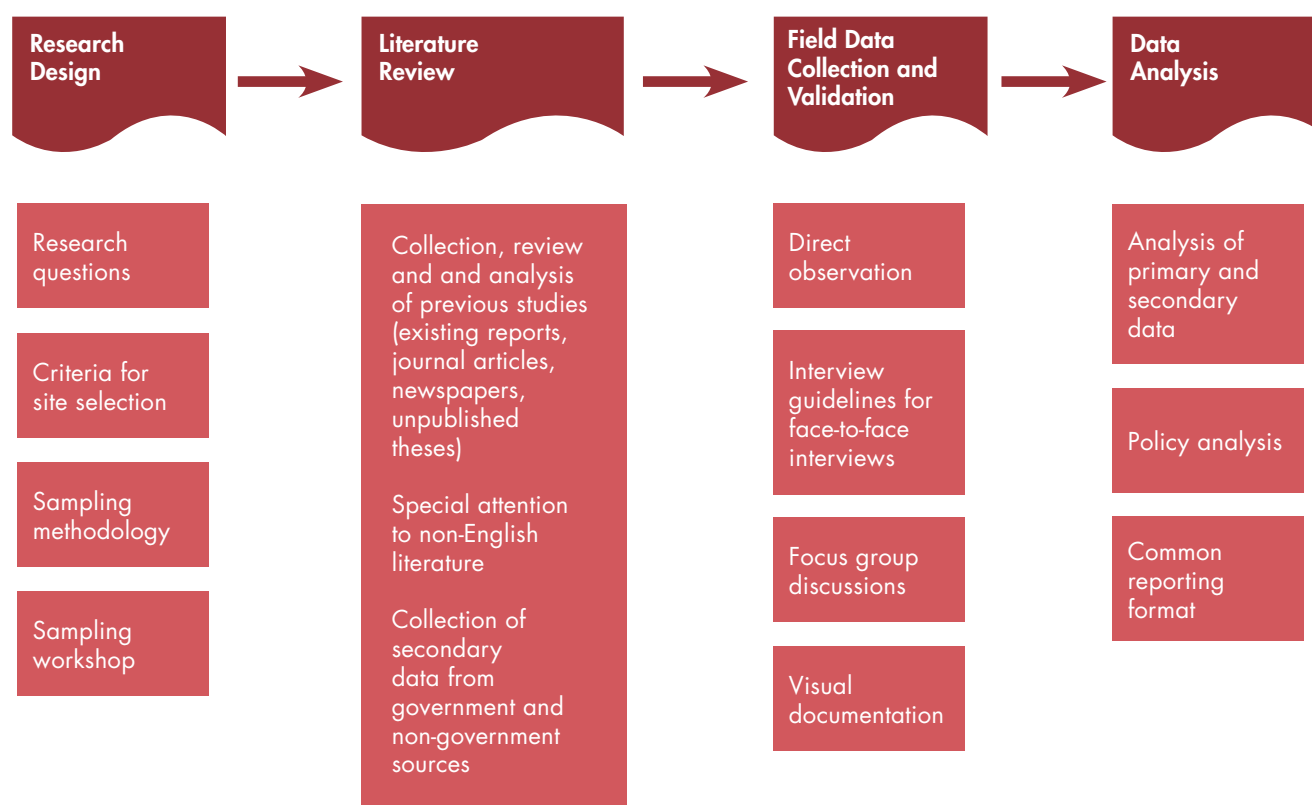 Research
Design
Literature
Review
Field Data
Collection and
Validation
Data
Analysis
Research
questions
Criteria for
site selection
Sampling
methodology
Sampling
workshop
Collection, review
and and analysis
of previous studies
(existing reports,
journal articles,
newspapers,
unpublished
theses)
Special attention
to non-English
literature
Collection of
secondary
data from
government and
non-government
sources
Direct
observation
Interview
guidelines for
face-to-face
interviews
Focus group
discussions
Visual
documentation
Analysis of
primary and
secondary
data
Policy analysis
Common
reporting
format